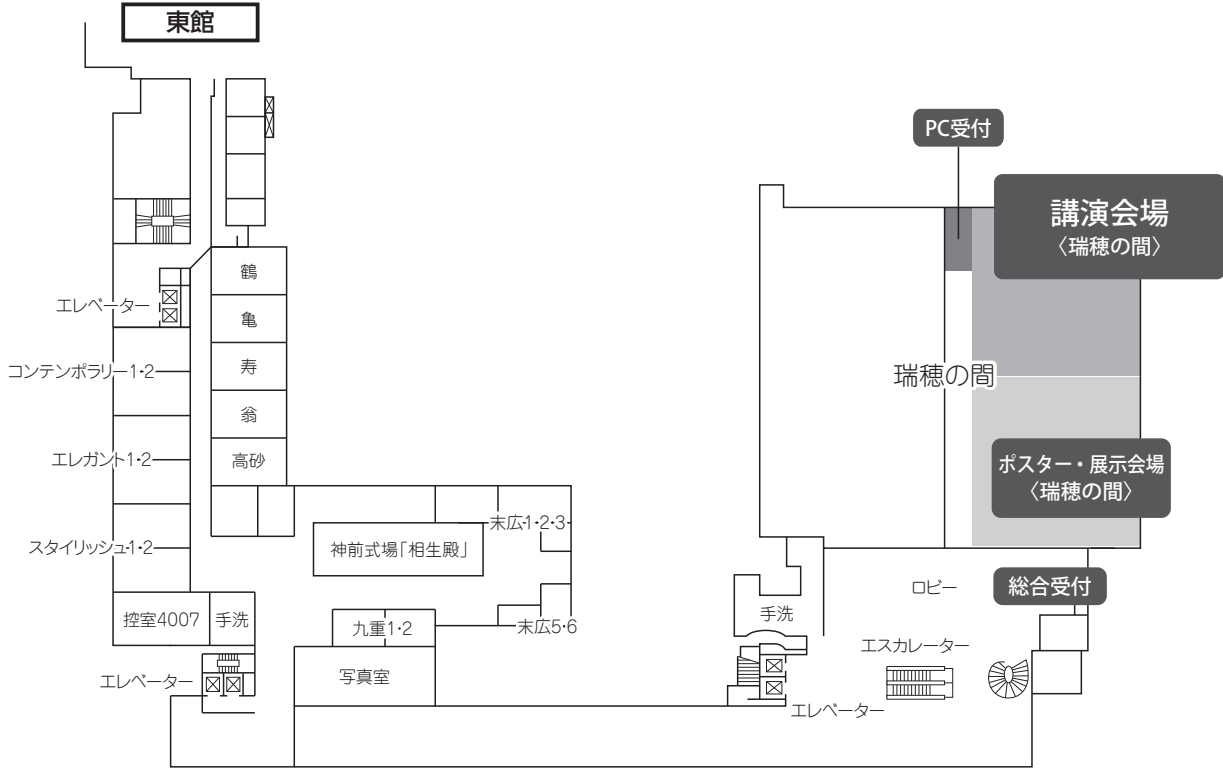 東館
PC受付
講演会場
〈瑞穂の間〉
鶴
エレベーター
亀
コンテンポラリー1・2
寿
瑞穂の間
翁
エレガント1・2
高砂
ポスター・展示会場
〈瑞穂の間〉
末広1・2・3
スタイリッシュ1・2
神前式場「相生殿」
ロビー
総合受付
控室4007
手洗
九重1・2
末広5・6
手洗
エスカレーター
写真室
エレベーター
エレベーター